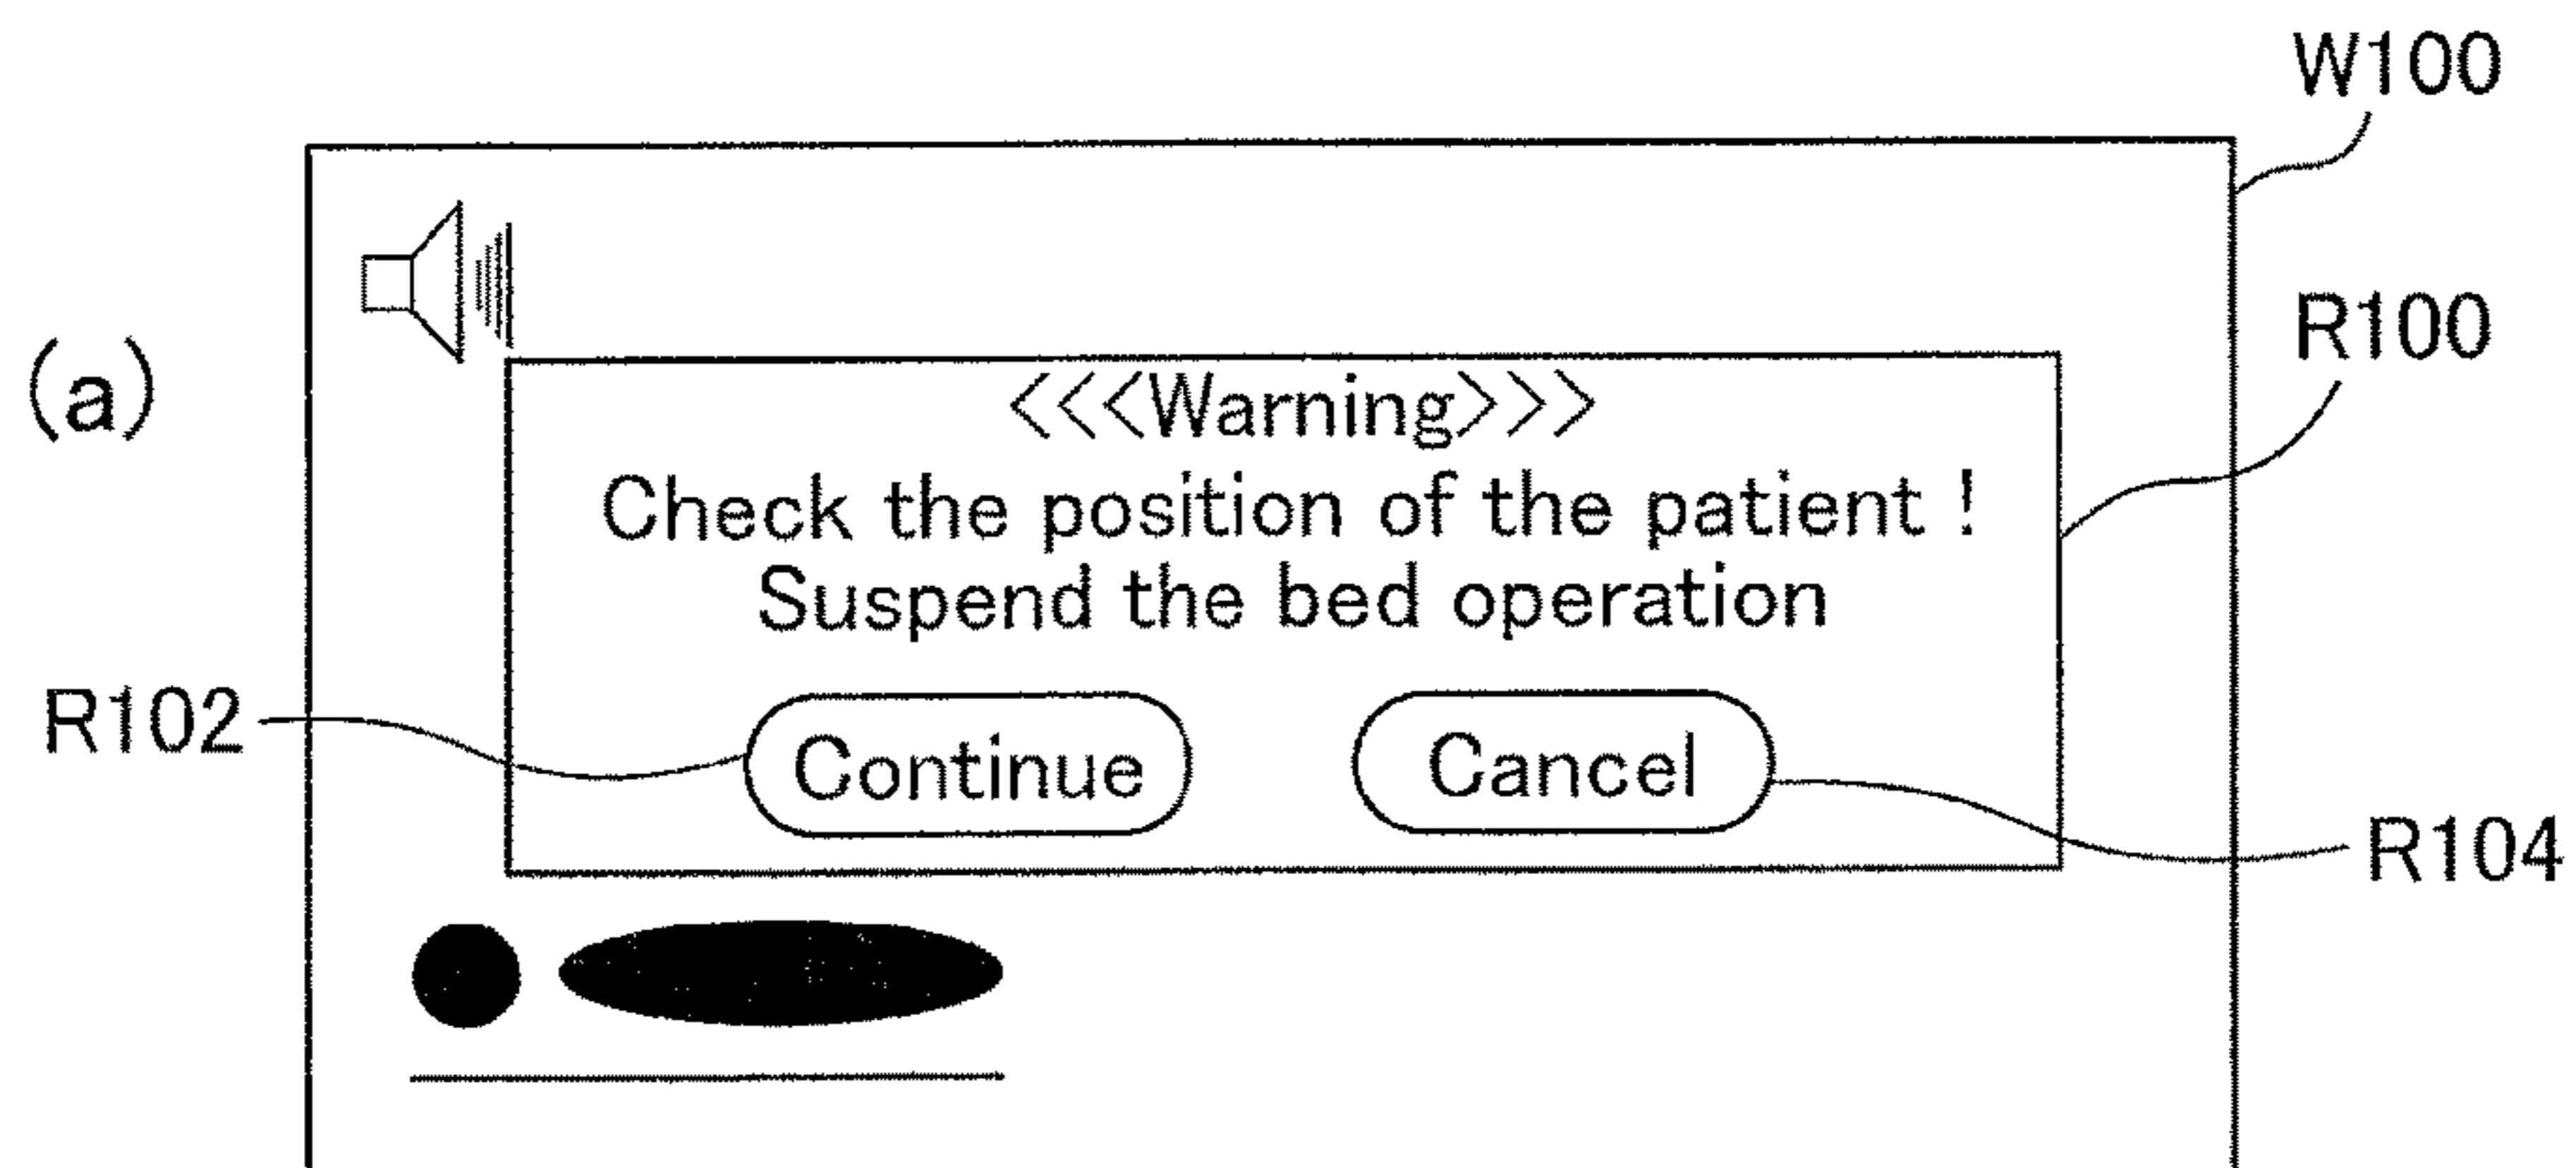 W100
R100
(a)
<<<Warning>>>
Check the position of the patient !
Suspend the bed operation
R102
Continue
Cancel
R104